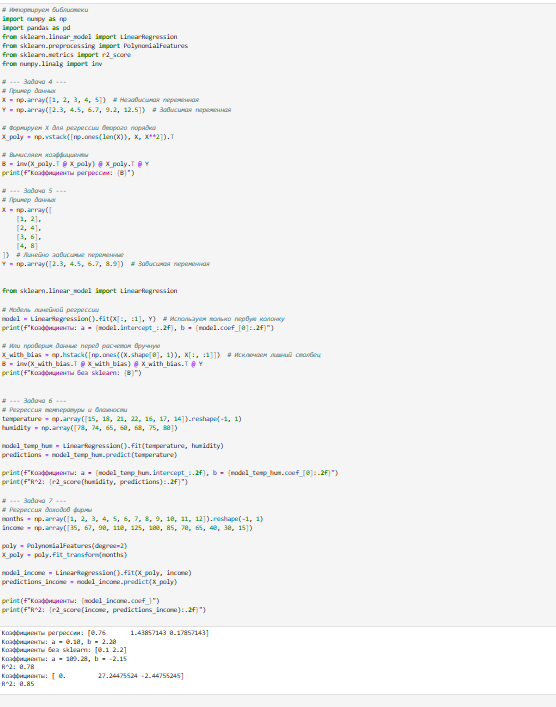 # Импортируем библиотеки
import numpy as np
import pandas as pd
from sklearn.linear_model import LinearRegression
from sklearn.preprocessing import PolynomialFeatures
from sklearn.metrics import r2_score
from numpy.linalg import inv
# --- Задача 4 ---
# Пример данных
X = np.array([1, 2, 3, 4, 5])  # Независимая переменная
Y = np.array([2.3, 4.5, 6.7, 9.2, 12.5])  # Зависимая переменная
# Формируем X для регрессии второго порядка
X_poly = np.vstack([np.ones(len(X)), X, X**2]).T
# Вычисляем коэффициенты
B = inv(X_poly.T @ X_poly) @ X_poly.T @ Y
print(f"Коэффициенты регрессии: {B}")
# --- Задача 5 ---
# Пример данных
X = np.array([
    [1, 2],
    [2, 4],
    [3, 6],
    [4, 8]
])  # Линейно зависимые переменные
Y = np.array([2.3, 4.5, 6.7, 8.9])  # Зависимая переменная
from sklearn.linear_model import LinearRegression
# Модель линейной регрессии
model = LinearRegression().fit(X[:, :1], Y)  # Используем только первую колонку
print(f"Коэффициенты: a = {model.intercept_:.2f}, b = {model.coef_[0]:.2f}")
# Или проверим данные перед расчетом вручную
X_with_bias = np.hstack([np.ones((X.shape[0], 1)), X[:, :1]])  # Исключаем лишний столбец
B = inv(X_with_bias.T @ X_with_bias) @ X_with_bias.T @ Y
print(f"Коэффициенты без sklearn: {B}")
# --- Задача 6 ---
# Регрессия температуры и влажности
temperature = np.array([15, 18, 21, 22, 16, 17, 14]).reshape(-1, 1)
humidity = np.array([78, 74, 65, 60, 68, 75, 80])
model_temp_hum = LinearRegression().fit(temperature, humidity)
predictions = model_temp_hum.predict(temperature)
print(f"Коэффициенты: a = {model_temp_hum.intercept_:.2f}, b = {model_temp_hum.coef_[0]:.2f}")
print(f"R^2: {r2_score(humidity, predictions):.2f}")
# --- Задача 7 ---
# Регрессия доходов фирмы
months = np.array([1, 2, 3, 4, 5, 6, 7, 8, 9, 10, 11, 12]).reshape(-1, 1)
income = np.array([35, 67, 90, 110, 125, 100, 85, 70, 65, 40, 30, 15])
poly = PolynomialFeatures(degree=2)
X_poly = poly.fit_transform(months)
model_income = LinearRegression().fit(X_poly, income)
predictions_income = model_income.predict(X_poly)
print(f"Коэффициенты: {model_income.coef_}")
print(f"R^2: {r2_score(income, predictions_income):.2f}")
Коэффициенты регрессии: [0.76       1.43857143 0.17857143]
Коэффициенты: a = 0.10, b = 2.20
Коэффициенты без sklearn: [0.1 2.2]
Коэффициенты: a = 109.28, b = -2.15
R^2: 0.78
Коэффициенты: [ 0.         27.24475524 -2.44755245]
R^2: 0.85